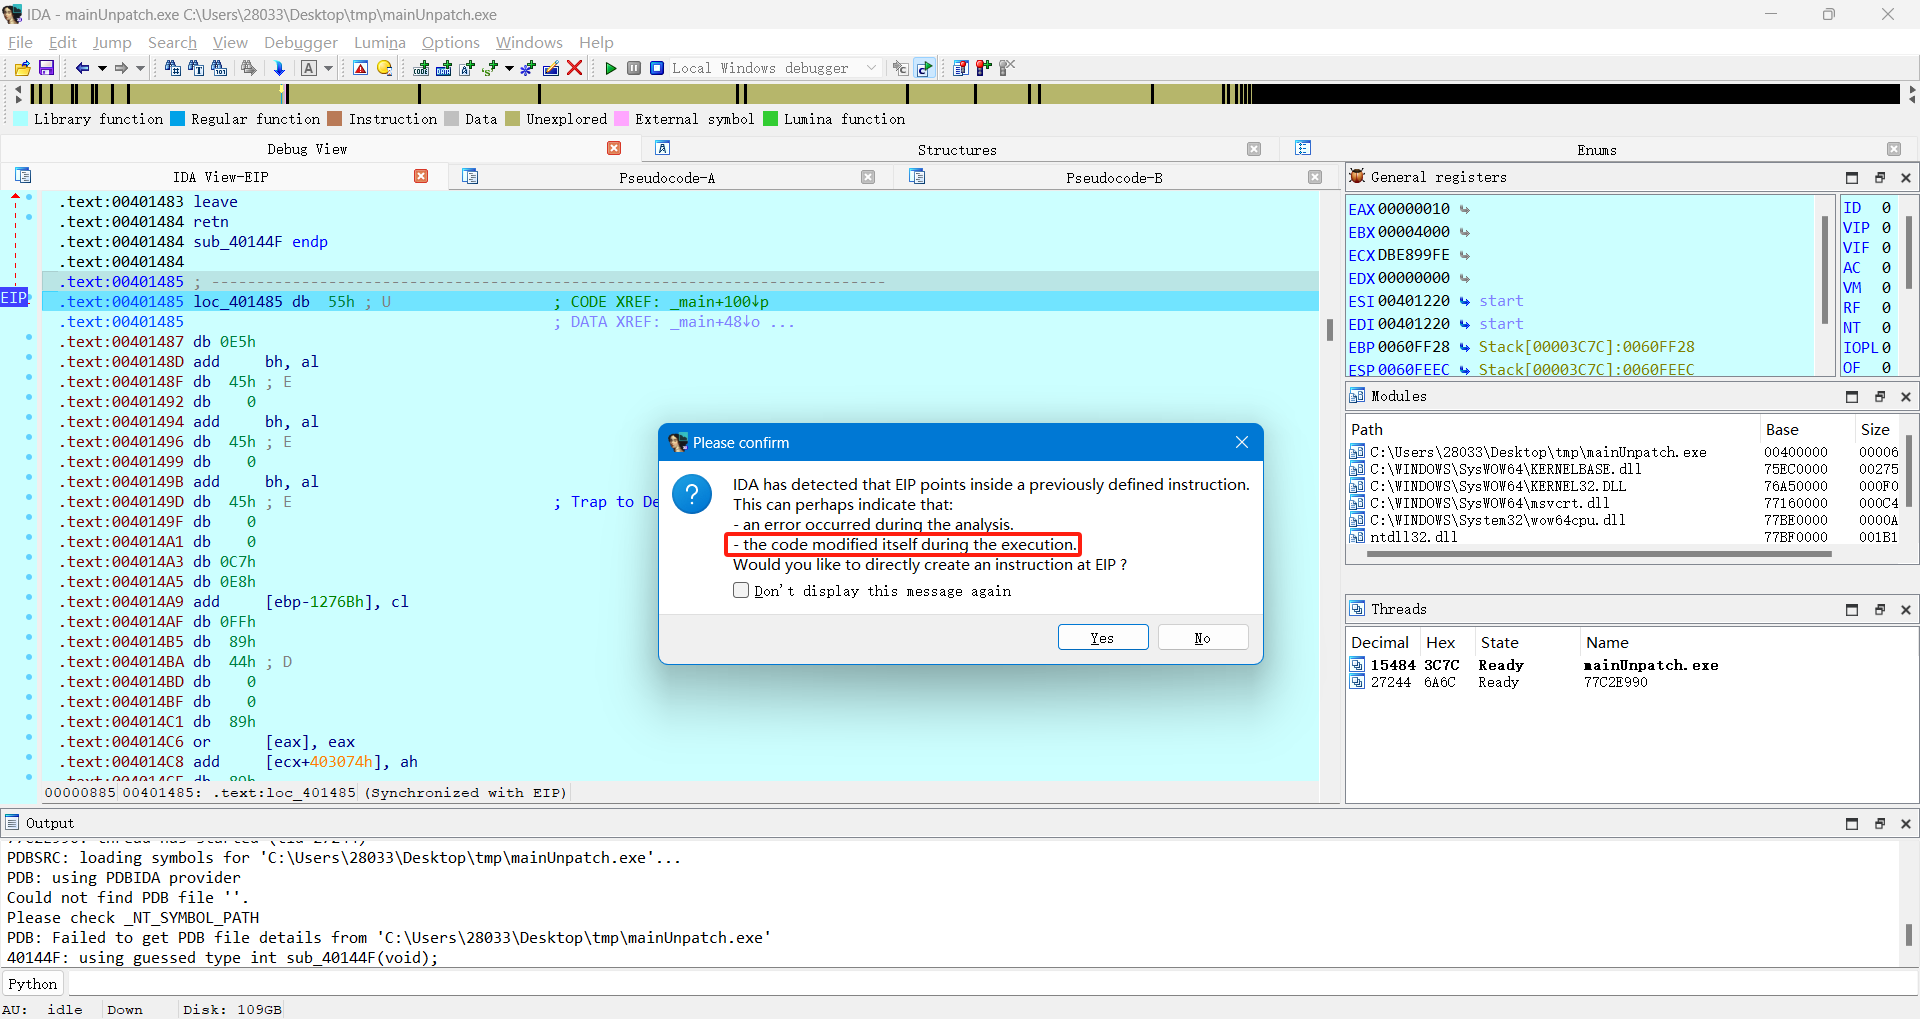 IDA - mainUnpatch.exe C:\Users\28033\Desktop\tmp\mainUnpatch.exe
File Edit Jump Search View Debugger Lumina Options Windows Help
Local Windows debugger
Library function Regular function Instruction Data Unexplored External symbol Lumina function
Debug View Structures Enums
IDA View-EIP Pseudocode-A Pseudocode-B
.text:00401483 leave
.text:00401484 retn
.text:00401484 sub_40144F endp
.text:00401484
.text:00401485 ; ---------------------------------------------------------------------------
EIP
.text:00401485 loc_401485 db 55h ; U ; CODE XREF: _main+100↓p
.text:00401485 ; DATA XREF: _main+48↓o ...
.text:00401487 db 0E5h
.text:0040148D add bh, al
.text:0040148F db 45h ; E
.text:00401492 db 0
.text:00401494 add bh, al
.text:00401496 db 45h ; E
.text:00401499 db 0
.text:0040149B add bh, al
.text:0040149D db 45h ; E ; Trap to De
.text:0040149F db 0
.text:004014A1 db 0
.text:004014A3 db 0C7h
.text:004014A5 db 0E8h
.text:004014A9 add [ebp-1276Bh], cl
.text:004014AF db 0FFh
.text:004014B5 db 89h
.text:004014BA db 44h ; D
.text:004014BD db 0
.text:004014BF db 0
.text:004014C1 db 89h
.text:004014C6 or [eax], eax
.text:004014C8 add [ecx+403074h], ah
00000885 00401485: .text:loc_401485 (Synchronized with EIP)
Please confirm
IDA has detected that EIP points inside a previously defined instruction.
This can perhaps indicate that:
- an error occurred during the analysis.
- the code modified itself during the execution.
Would you like to directly create an instruction at EIP ?
Don't display this message again
Yes No
General registers
EAX 00000010
EBX 00004000
ECX DBE899FE
EDX 00000000
ESI 00401220 start
EDI 00401220 start
EBP 0060FF28 Stack[00003C7C]:0060FF28
ESP 0060FEEC Stack[00003C7C]:0060FEEC
ID 0
VIP 0
VIF 0
AC 0
VM 0
RF 0
NT 0
IOPL 0
OF 0
Modules
Path Base Size
C:\Users\28033\Desktop\tmp\mainUnpatch.exe 00400000 00006
C:\WINDOWS\SysWOW64\KERNELBASE.dll 75EC0000 00275
C:\WINDOWS\SysWOW64\KERNEL32.DLL 76A50000 000F0
C:\WINDOWS\SysWOW64\msvcrt.dll 77160000 000C4
C:\WINDOWS\System32\wow64cpu.dll 77BE0000 0000A
ntdll32.dll 77BF0000 001B1
Threads
Decimal Hex State Name
15484 3C7C Ready mainUnpatch.exe
27244 6A6C Ready 77C2E990
Output
PDBSRC: loading symbols for 'C:\Users\28033\Desktop\tmp\mainUnpatch.exe'...
PDB: using PDBIDA provider
Could not find PDB file ''.
Please check _NT_SYMBOL_PATH
PDB: Failed to get PDB file details from 'C:\Users\28033\Desktop\tmp\mainUnpatch.exe'
40144F: using guessed type int sub_40144F(void);
Python
AU: idle Down Disk: 109GB